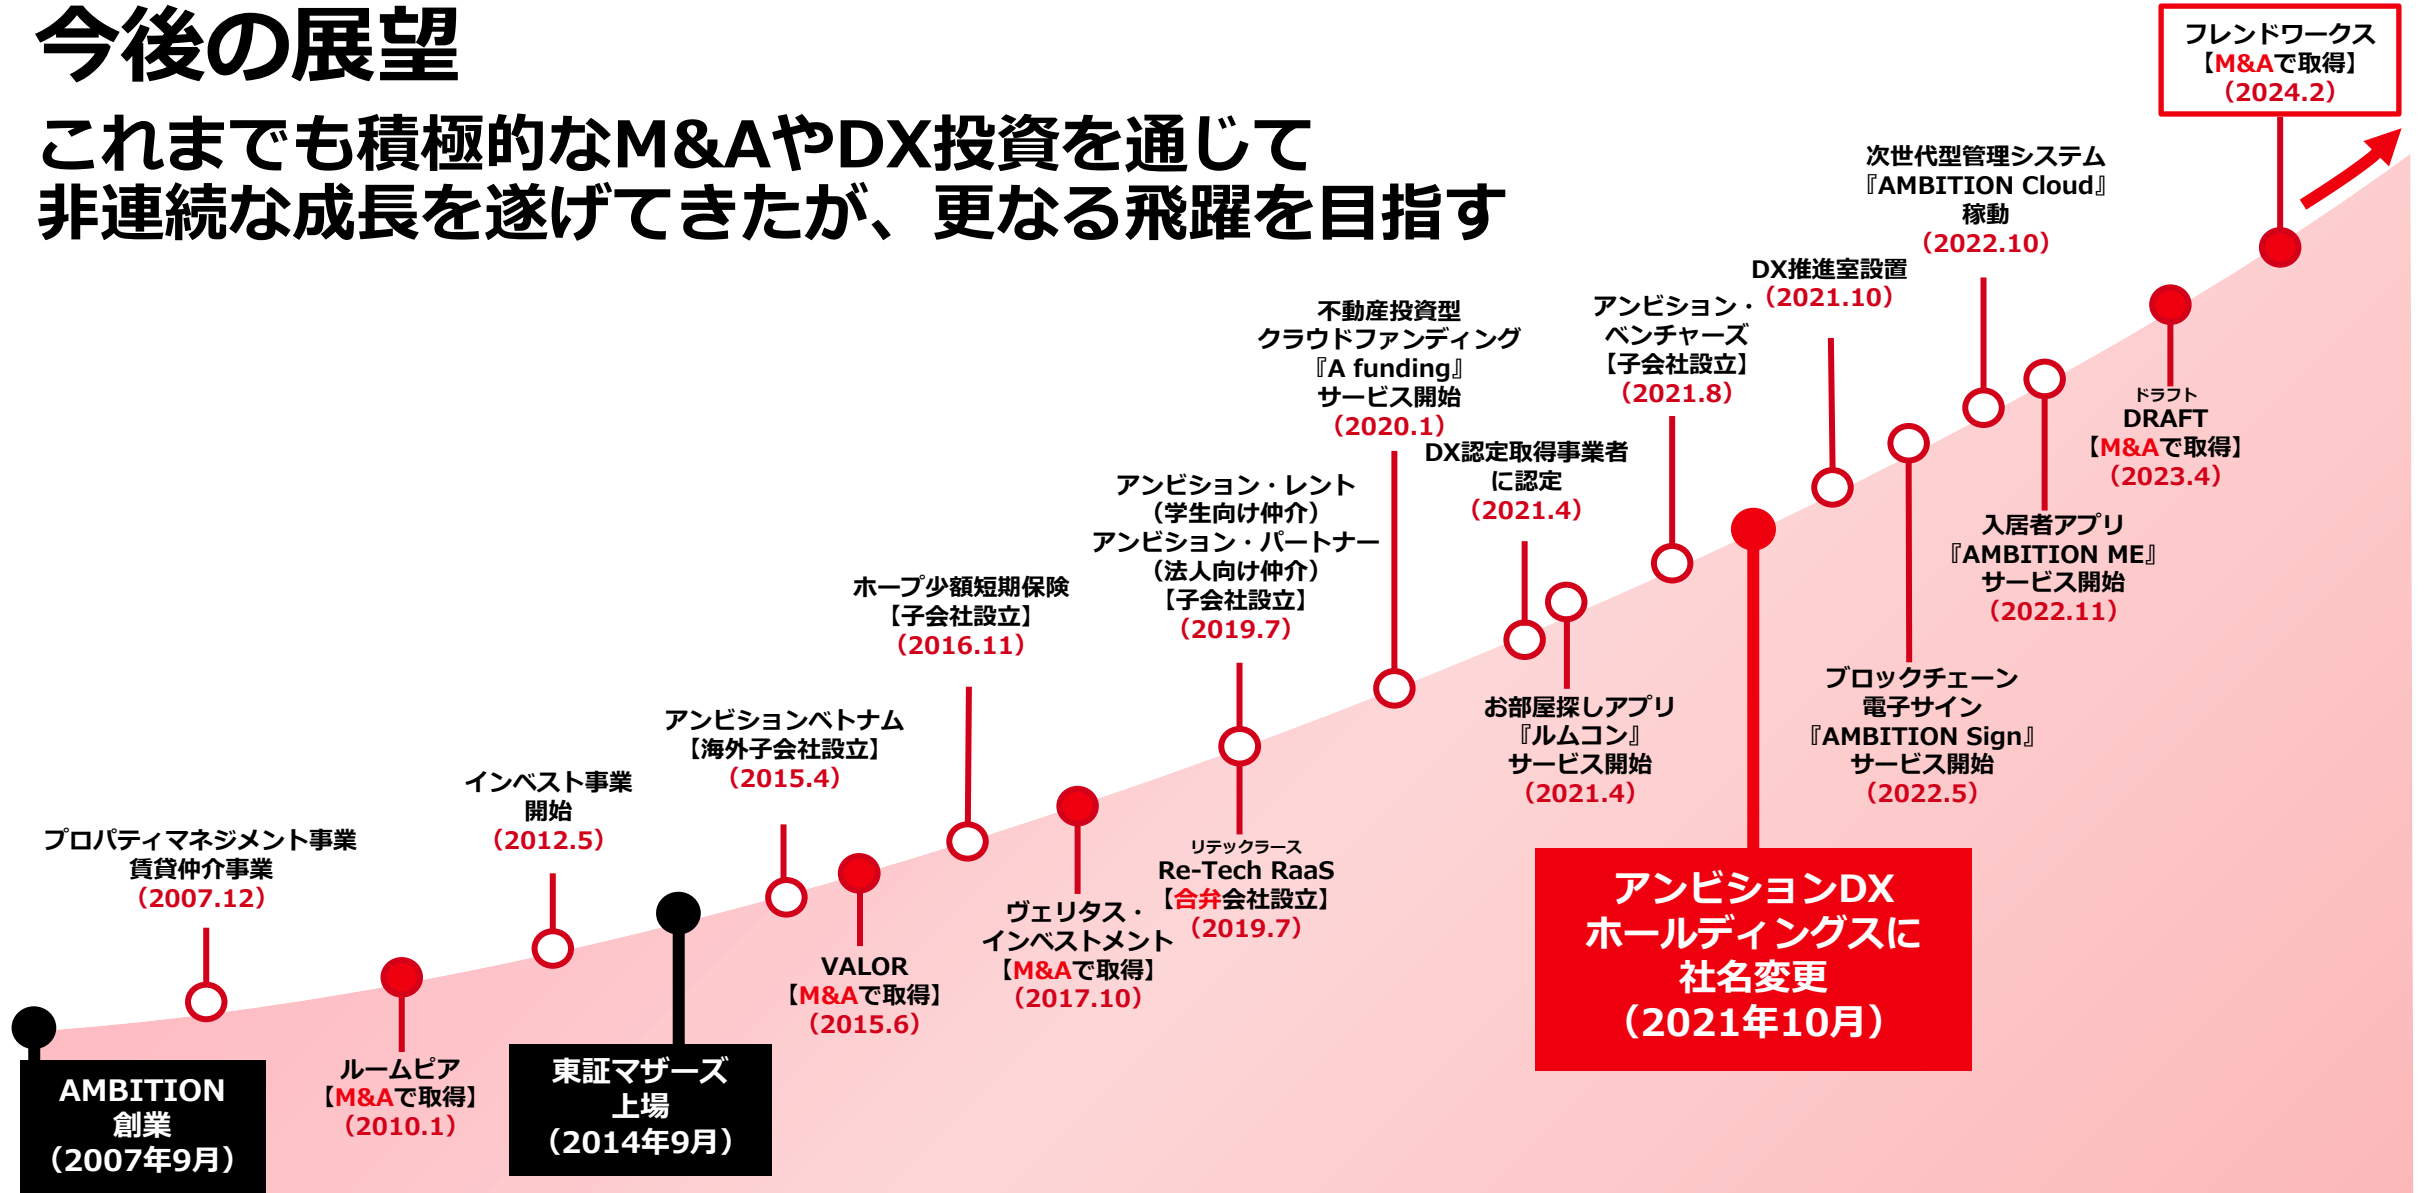 今後の展望
これまでも積極的なM&AやDX投資を通じて
非連続な成長を遂げてきたが、更なる飛躍を目指す
AMBITION
創業
（2007年9月）
プロパティマネジメント事業
賃貸仲介事業
（2007.12）
ルームピア
【M&Aで取得】
（2010.1）
インベスト事業
開始
（2012.5）
東証マザーズ
上場
（2014年9月）
アンビションベトナム
【海外子会社設立】
（2015.4）
VALOR
【M&Aで取得】
（2015.6）
ホープ少額短期保険
【子会社設立】
（2016.11）
ヴェリタス・
インベストメント
【M&Aで取得】
（2017.10）
アンビション・レント
（学生向け仲介）
アンビション・パートナー
（法人向け仲介）
【子会社設立】
（2019.7）
リテックラース
Re-Tech RaaS
【合弁会社設立】
（2019.7）
不動産投資型
クラウドファンディング
『A funding』
サービス開始
（2020.1）
DX認定取得事業者
に認定
（2021.4）
お部屋探しアプリ
『ルムコン』
サービス開始
（2021.4）
アンビション・
ベンチャーズ
【子会社設立】
（2021.8）
アンビションDX
ホールディングスに
社名変更
（2021年10月）
DX推進室設置
（2021.10）
ブロックチェーン
電子サイン
『AMBITION Sign』
サービス開始
（2022.5）
次世代型管理システム
『AMBITION Cloud』
稼動
（2022.10）
入居者アプリ
『AMBITION ME』
サービス開始
（2022.11）
ドラフト
DRAFT
【M&Aで取得】
（2023.4）
フレンドワークス
【M&Aで取得】
（2024.2）